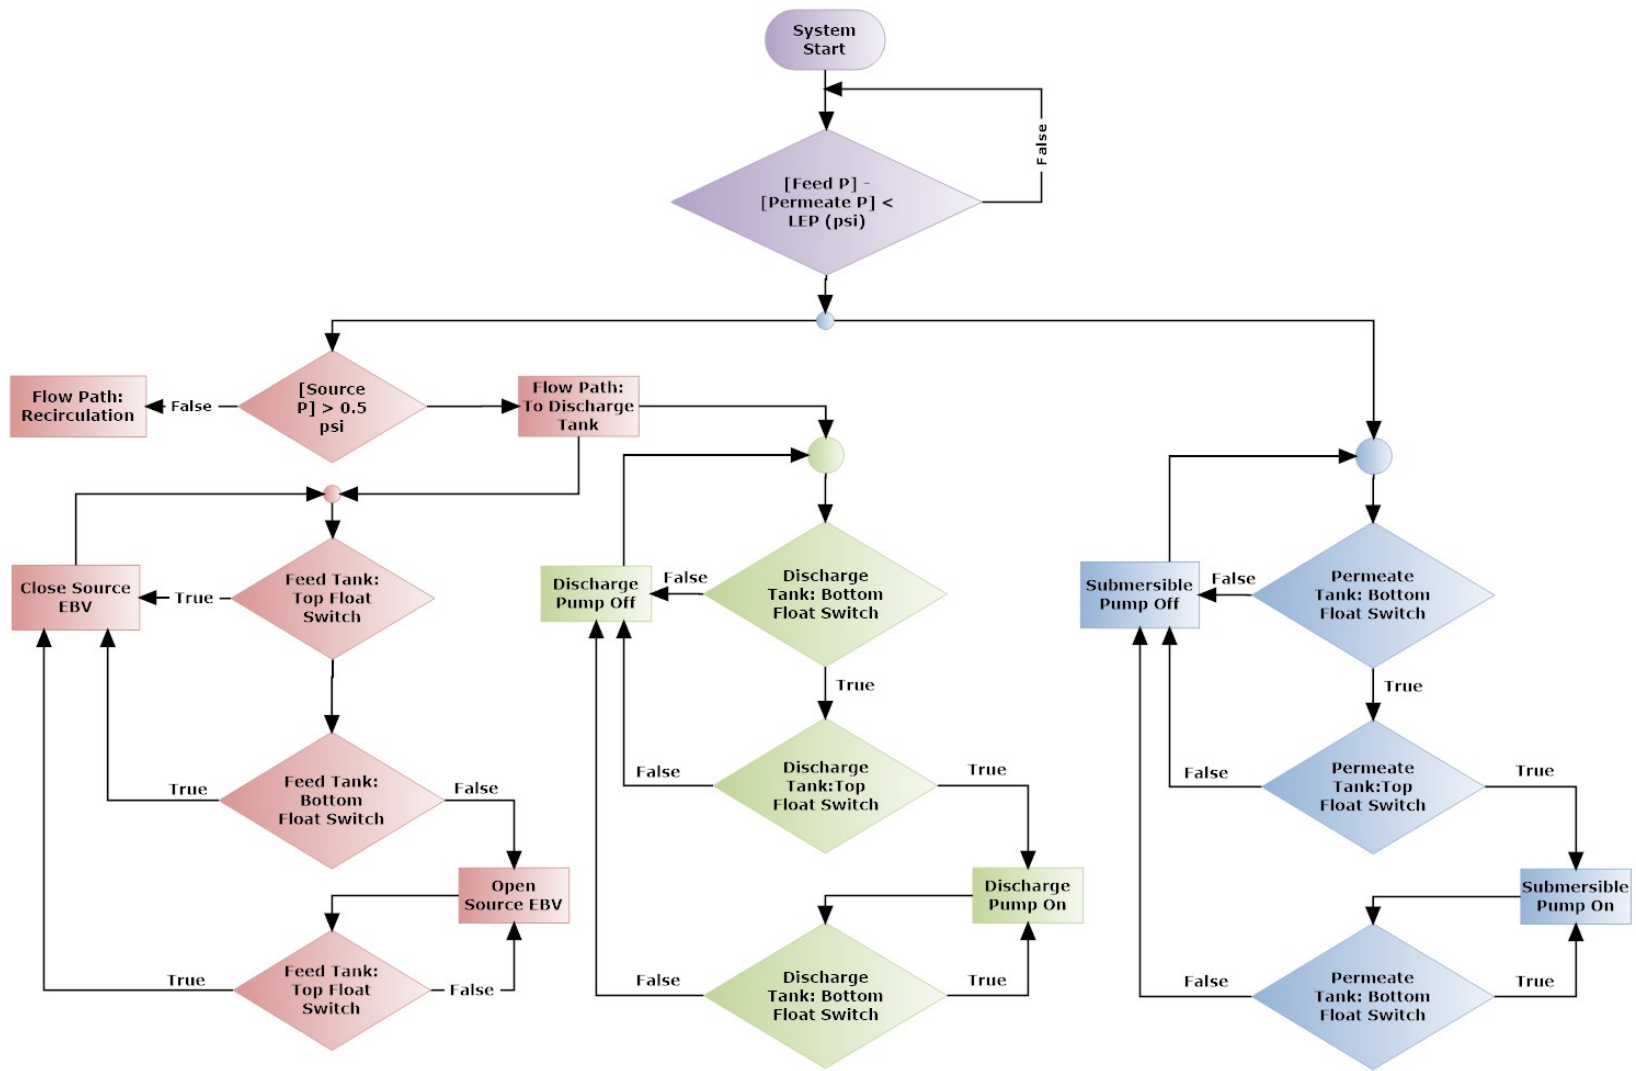 System
Start
False
[Feed P] -
[Permeate P] <
LEP (psi)
Flow Path:
Recirculation
False
[Source
P] > 0.5
psi
Flow Path:
To Discharge
Tank
Close Source
EBV
True
Feed Tank:
Top Float
Switch
True
Feed Tank:
Bottom
Float Switch
False
Open
Source EBV
True
Feed Tank:
Top Float
Switch
False
Discharge
Pump Off
False
Discharge
Tank: Bottom
Float Switch
True
False
Discharge
Tank:Top
Float Switch
True
Discharge
Pump On
False
Discharge
Tank: Bottom
Float Switch
True
Submersible
Pump Off
False
Permeate
Tank: Bottom
Float Switch
True
False
Permeate
Tank:Top
Float Switch
True
Submersible
Pump On
False
Permeate
Tank: Bottom
Float Switch
True